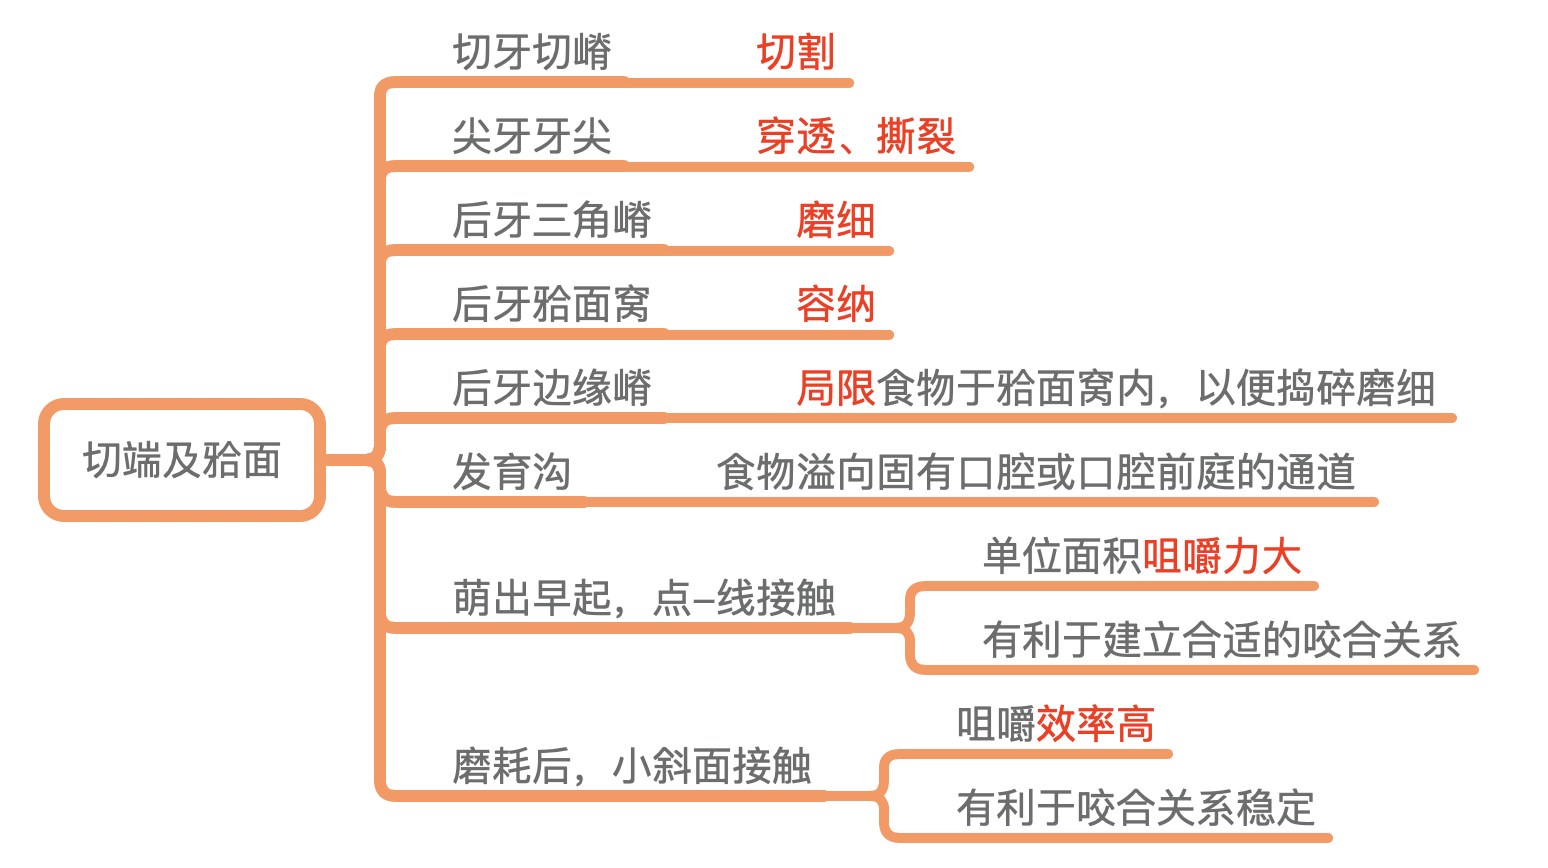 切牙切嵴 切割
尖牙牙尖 穿透、撕裂
后牙三角嵴 磨细
后牙𬌗面窝 容纳
后牙边缘嵴 局限食物于𬌗面窝内，以便捣碎磨细
切端及𬌗面
发育沟 食物溢向固有口腔或口腔前庭的通道
单位面积咀嚼力大
萌出早起，点–线接触
有利于建立合适的咬合关系
咀嚼效率高
磨耗后，小斜面接触
有利于咬合关系稳定